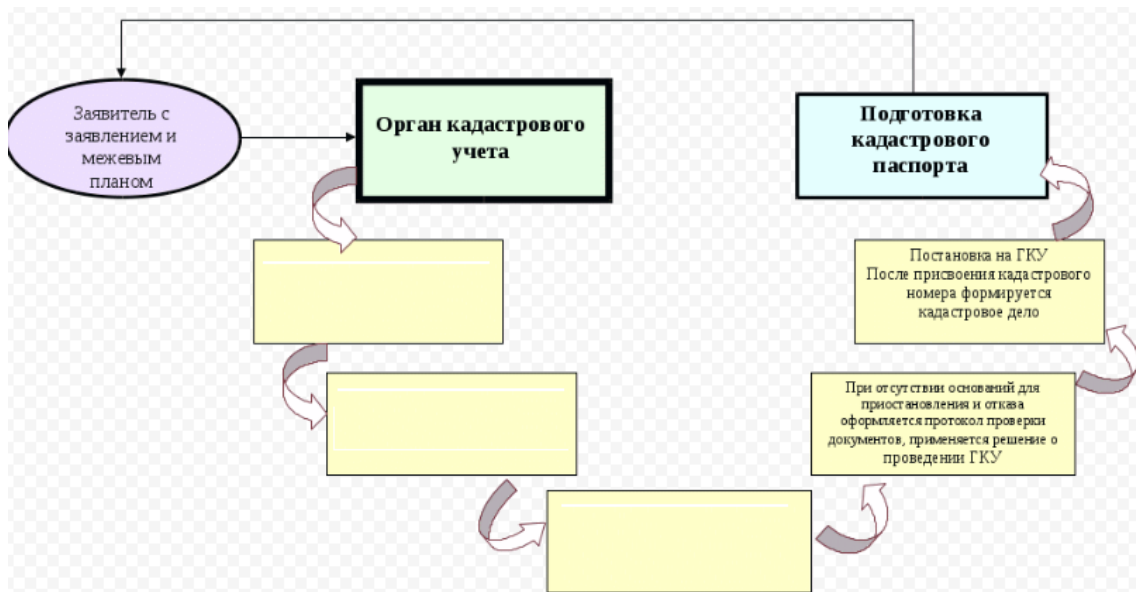 Заявитель с
заявлением и
межевым
планом
Орган кадастрового
учета
Подготовка
кадастрового
паспорта
Постановка на ГКУ
После присвоения кадастрового
номера формируется
кадастровое дело
При отсутствии оснований для
приостановления и отказа
оформляется протокол проверки
документов, применяется решение о
проведении ГКУ